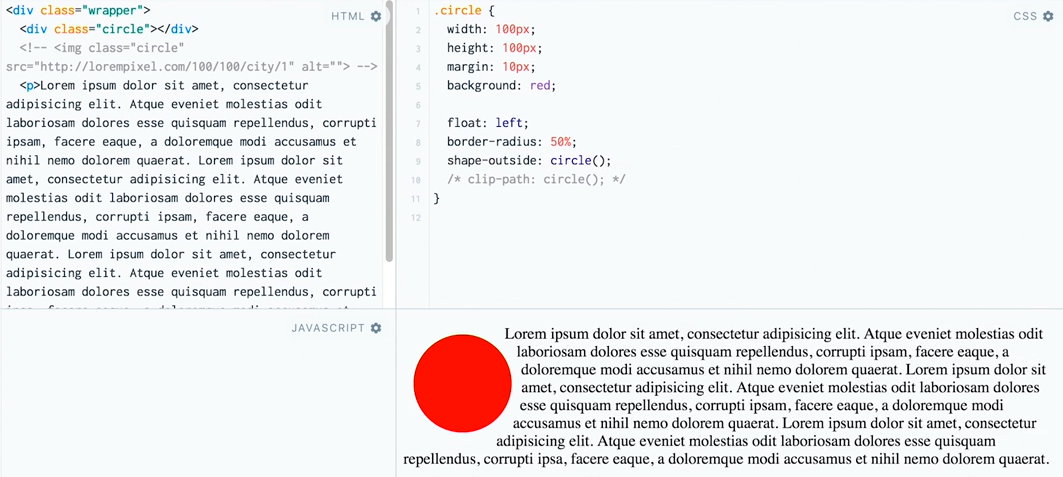 <div class="wrapper">
HTML
<div class="circle"></div>
<!-- <img class="circle"
src="http://lorempixel.com/100/100/city/1" alt=""> -->
<p>Lorem ipsum dolor sit amet, consectetur
adipisicing elit. Atque eveniet molestias odit
laboriosam dolores esse quisquam repellendus, corrupti
ipsam, facere eaque, a doloremque modi accusamus et
nihil nemo dolorem quaerat. Lorem ipsum dolor sit
amet, consectetur adipisicing elit. Atque eveniet
molestias odit laboriosam dolores esse quisquam
repellendus, corrupti ipsam, facere eaque, a
doloremque modi accusamus et nihil nemo dolorem
quaerat. Lorem ipsum dolor sit amet, consectetur
adipisicing elit. Atque eveniet molestias odit
laboriosam dolores esse quisquam repellendus, corrupti
CSS
1 .circle {
2 width: 100px;
3 height: 100px;
4 margin: 10px;
5 background: red;
6
7 float: left;
8 border-radius: 50%;
9 shape-outside: circle();
10 /* clip-path: circle(); */
11 }
12
JAVASCRIPT
Lorem ipsum dolor sit amet, consectetur adipisicing elit. Atque eveniet molestias odit
laboriosam dolores esse quisquam repellendus, corrupti ipsam, facere eaque, a
doloremque modi accusamus et nihil nemo dolorem quaerat. Lorem ipsum dolor sit
amet, consectetur adipisicing elit. Atque eveniet molestias odit laboriosam dolores
esse quisquam repellendus, corrupti ipsam, facere eaque, a doloremque modi
accusamus et nihil nemo dolorem quaerat. Lorem ipsum dolor sit amet, consectetur
adipisicing elit. Atque eveniet molestias odit laboriosam dolores esse quisquam
repellendus, corrupti ipsa, facere eaque, a doloremque modi accusamus et nihil nemo dolorem quaerat.